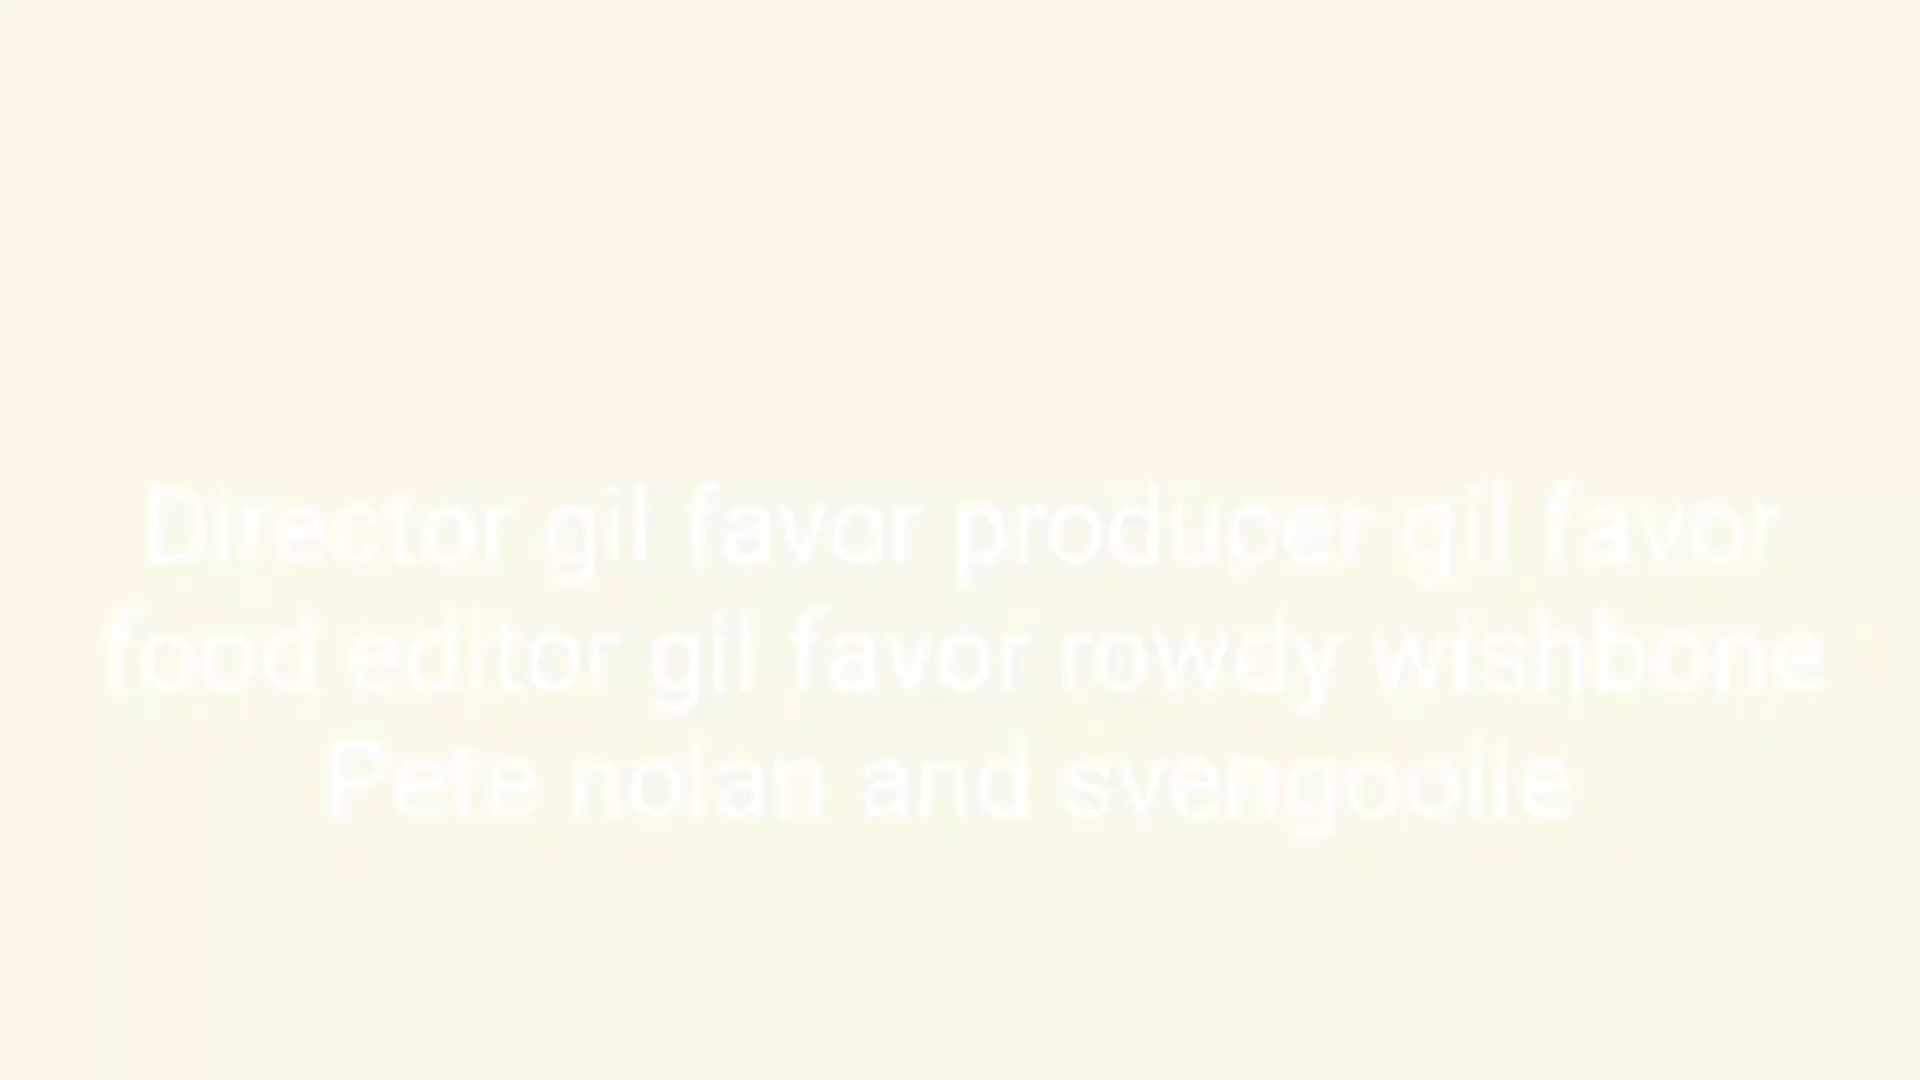 Director gil favor producer gil favor
food editor gil favor rowdy wishbone
Pete nolan and svengoolie